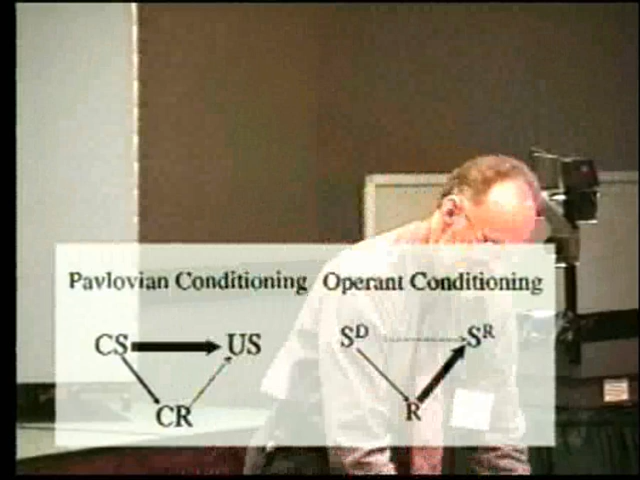 Pavlovian Conditioning Operant Conditioning
CS US S^D S^R
CR R